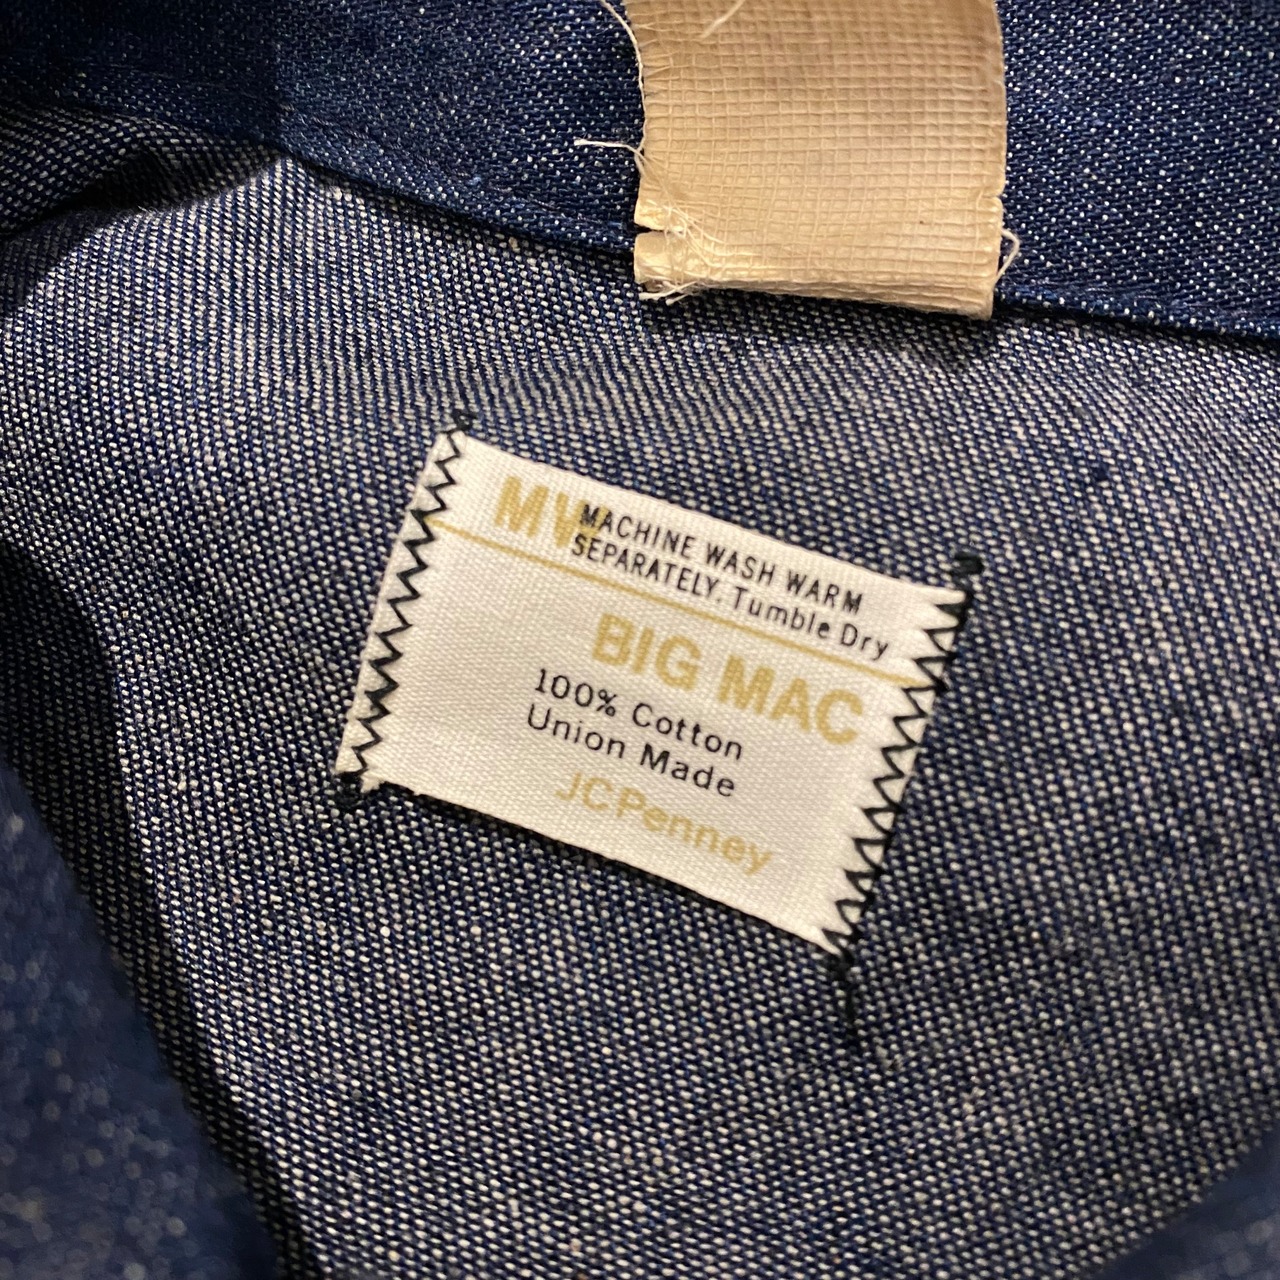 MW
MACHINE WASH WARM
SEPARATELY. Tumble Dry
BIG MAC
100% Cotton
Union Made
JCPenney